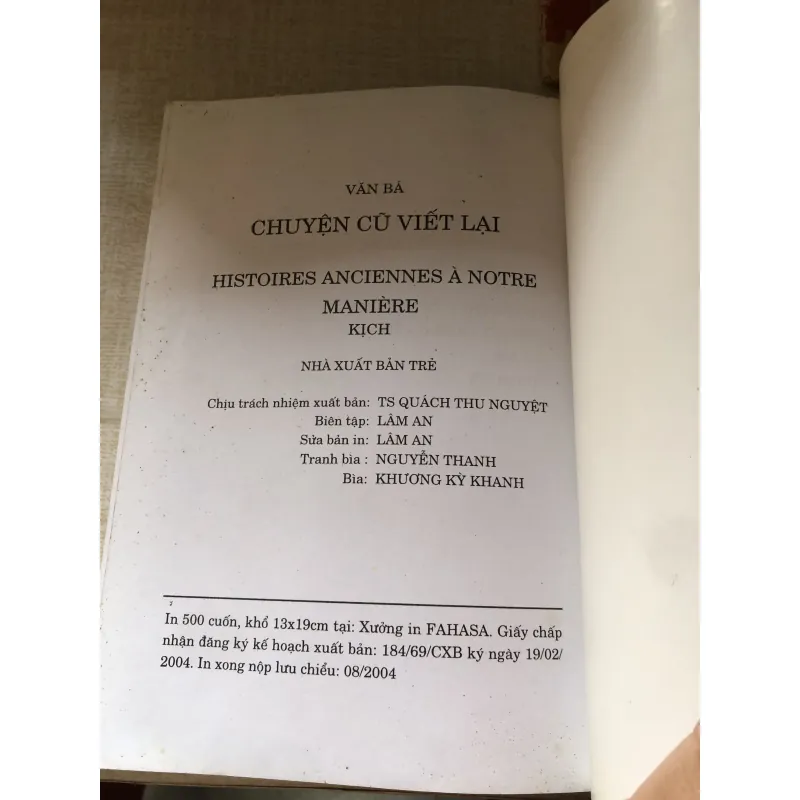 VĂN BÁ
CHUYỆN CŨ VIẾT LẠI
HISTOIRES ANCIENNES À NOTRE
MANIÈRE
KỊCH
NHÀ XUẤT BẢN TRẺ
Chịu trách nhiệm xuất bản: TS QUÁCH THU NGUYỆT
Biên tập: LÂM AN
Sửa bản in: LÂM AN
Tranh bìa : NGUYỄN THANH
Bìa: KHƯƠNG KỲ KHANH
In 500 cuốn, khổ 13x19cm tại: Xưởng in FAHASA. Giấy chấp
nhận đăng ký kế hoạch xuất bản: 184/69/CXB ký ngày 19/02/
2004. In xong nộp lưu chiểu: 08/2004